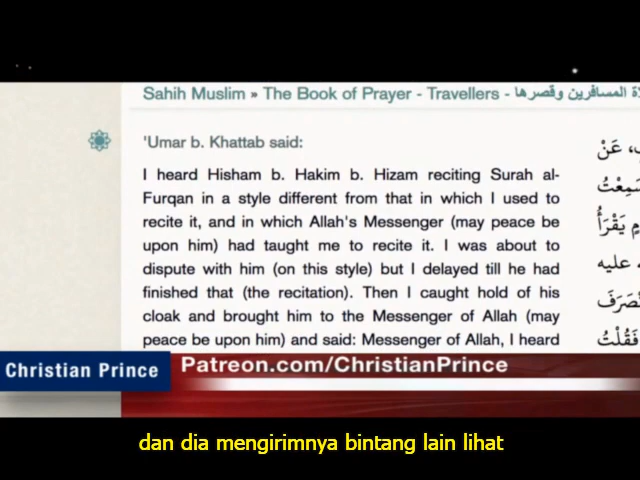 Sahih Muslim » The Book of Prayer - Travellers - المسافرين وقصرها
'Umar b. Khattab said:
I heard Hisham b. Hakim b. Hizam reciting Surah al-
Furqan in a style different from that in which I used to
recite it, and in which Allah's Messenger (may peace be
upon him) had taught me to recite it. I was about to
dispute with him (on this style) but I delayed till he had
finished that (the recitation). Then I caught hold of his
cloak and brought him to the Messenger of Allah (may
peace be upon him) and said: Messenger of Allah, I heard
عَنْ
يَقْرَأُ
عليه
فَقُلْتُ
Christian Prince
Patreon.com/ChristianPrince
dan dia mengirimnya bintang lain lihat